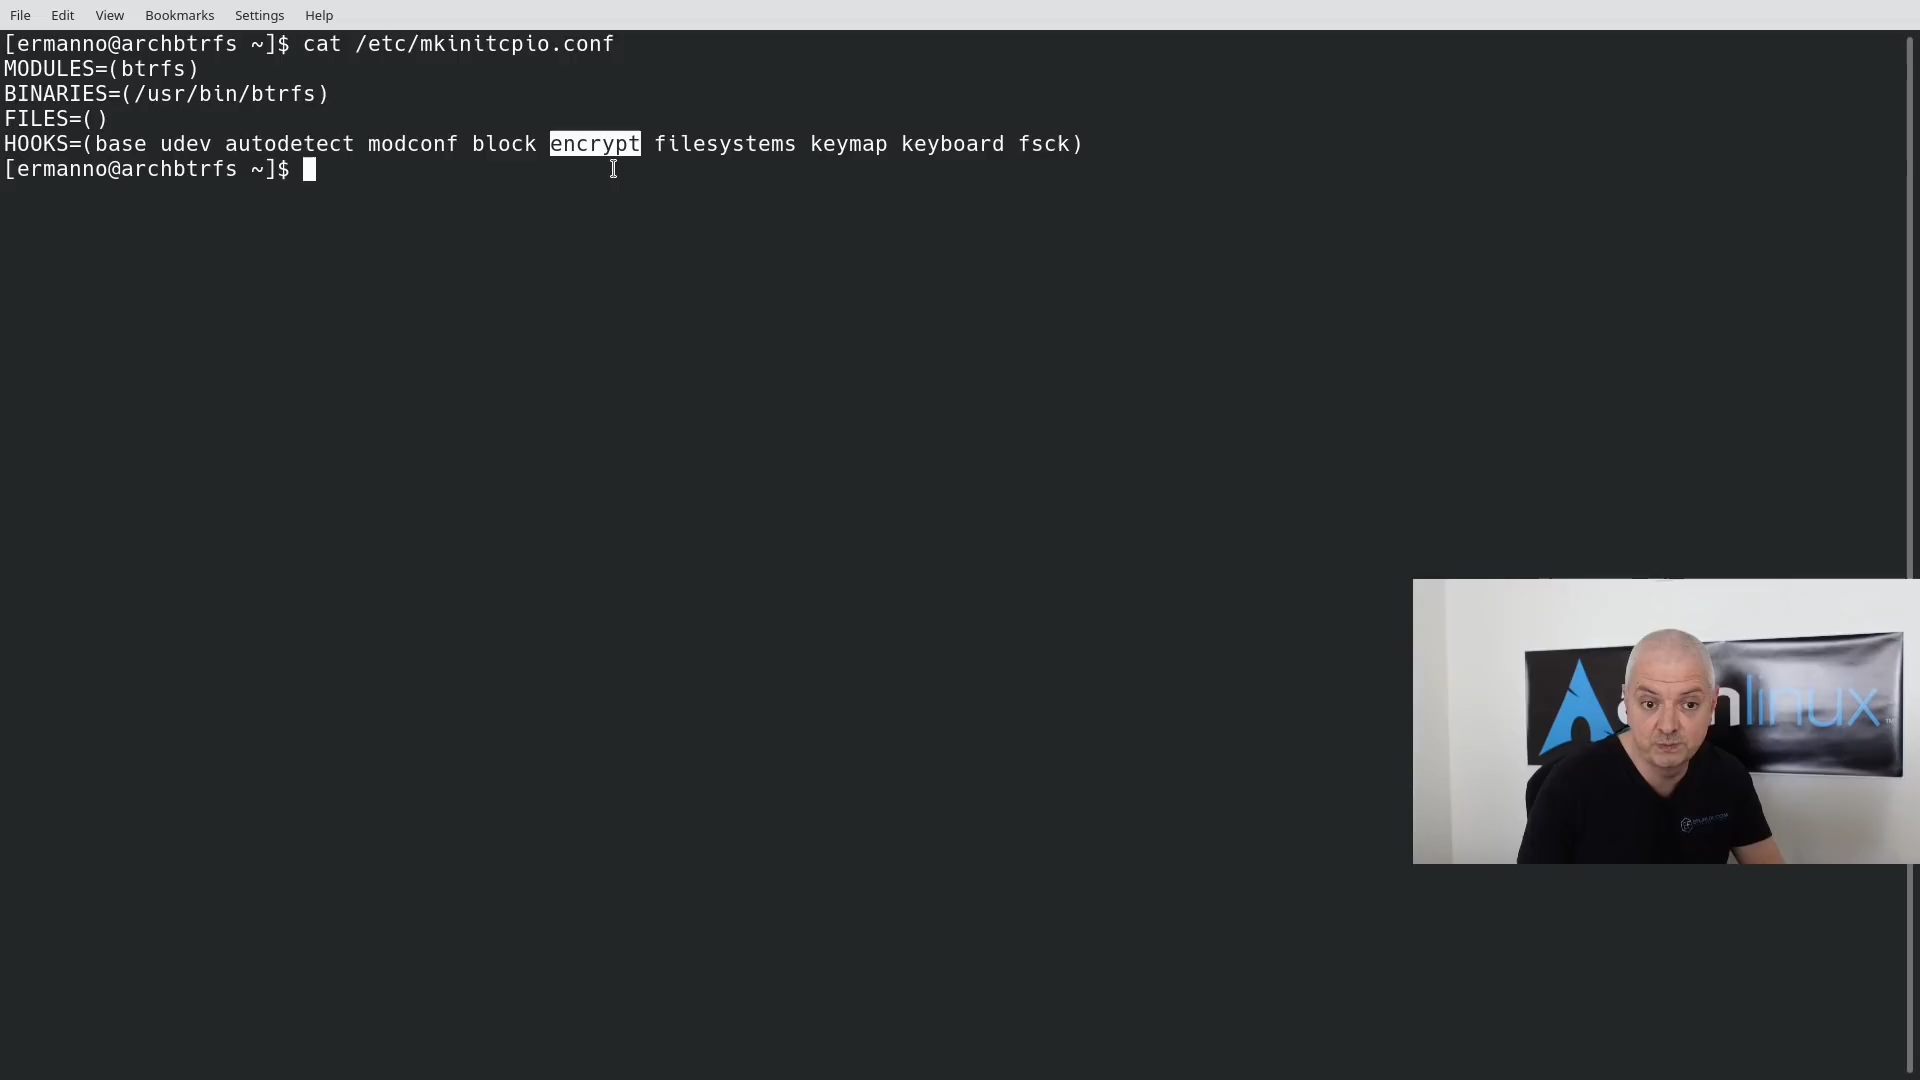 File Edit View Bookmarks Settings Help
[ermanno@archbtrfs ~]$ cat /etc/mkinitcpio.conf
MODULES=(btrfs)
BINARIES=(/usr/bin/btrfs)
FILES=()
HOOKS=(base udev autodetect modconf block encrypt filesystems keymap keyboard fsck)
[ermanno@archbtrfs ~]$
linux